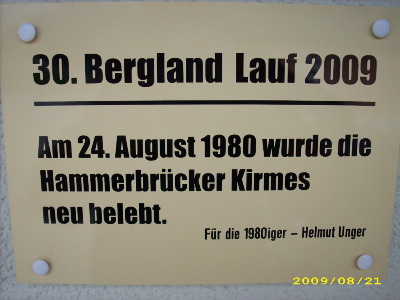 30. Bergland Lauf 2009
Am 24. August 1980 wurde die
Hammerbrücker Kirmes
neu belebt.
Für die 1980iger – Helmut Unger
2009/08/21